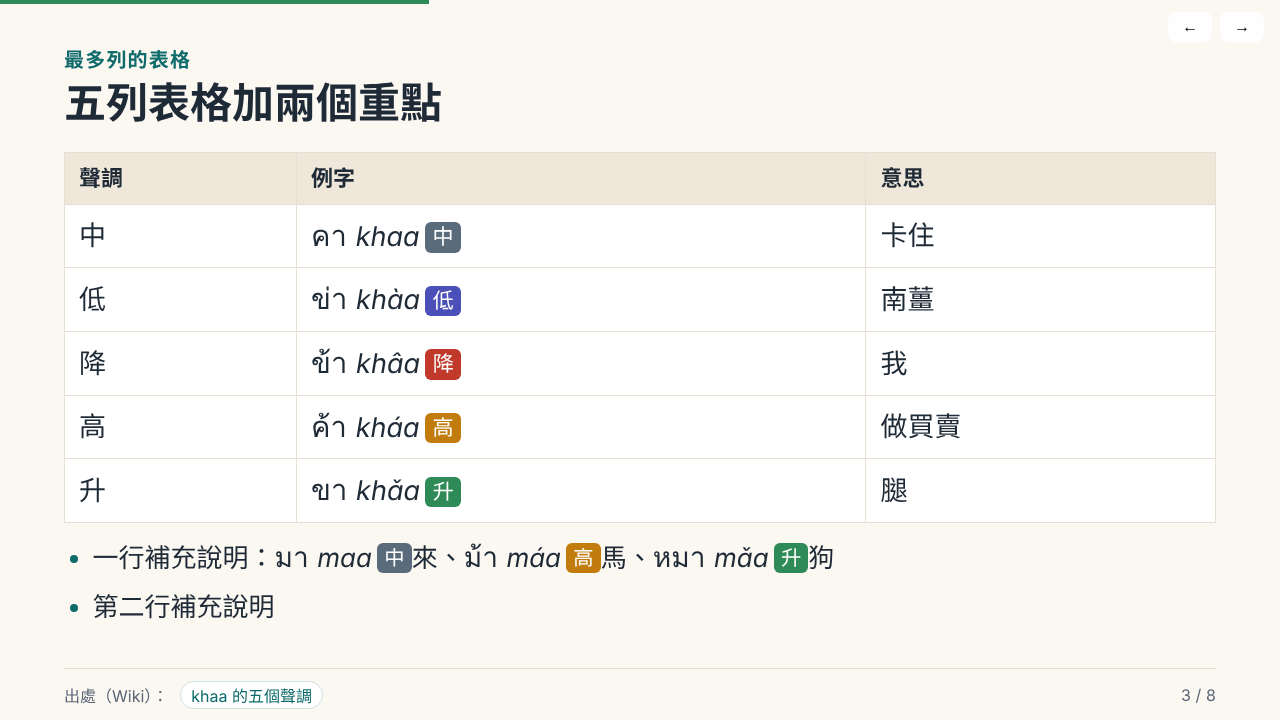 ← →
最多列的表格
五列表格加兩個重點
聲調 例字 意思
中 คา khaa 中 卡住
低 ข่า khàa 低 南薑
降 ข้า khâa 降 我
高 ค้า kháa 高 做買賣
升 ขา khǎa 升 腿
• 一行補充說明：มา maa 中來、ม้า máa 高馬、หมา mǎa 升狗
• 第二行補充說明
出處（Wiki）： khaa 的五個聲調 3 / 8